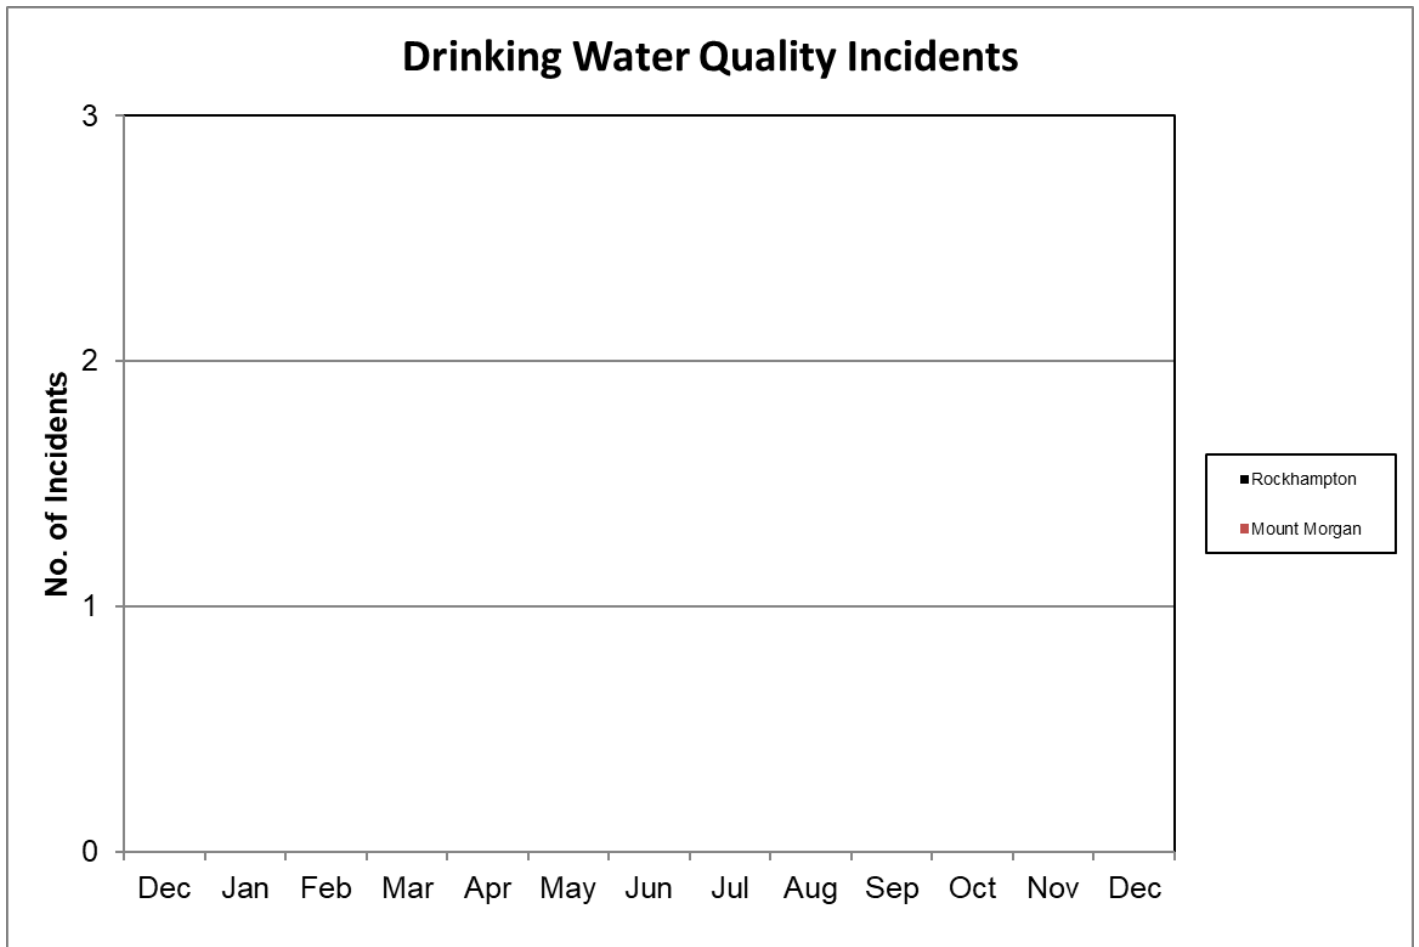 Drinking Water Quality Incidents
3
2
1
0
No. of Incidents
Dec Jan Feb Mar Apr May Jun Jul Aug Sep Oct Nov Dec
Rockhampton
Mount Morgan